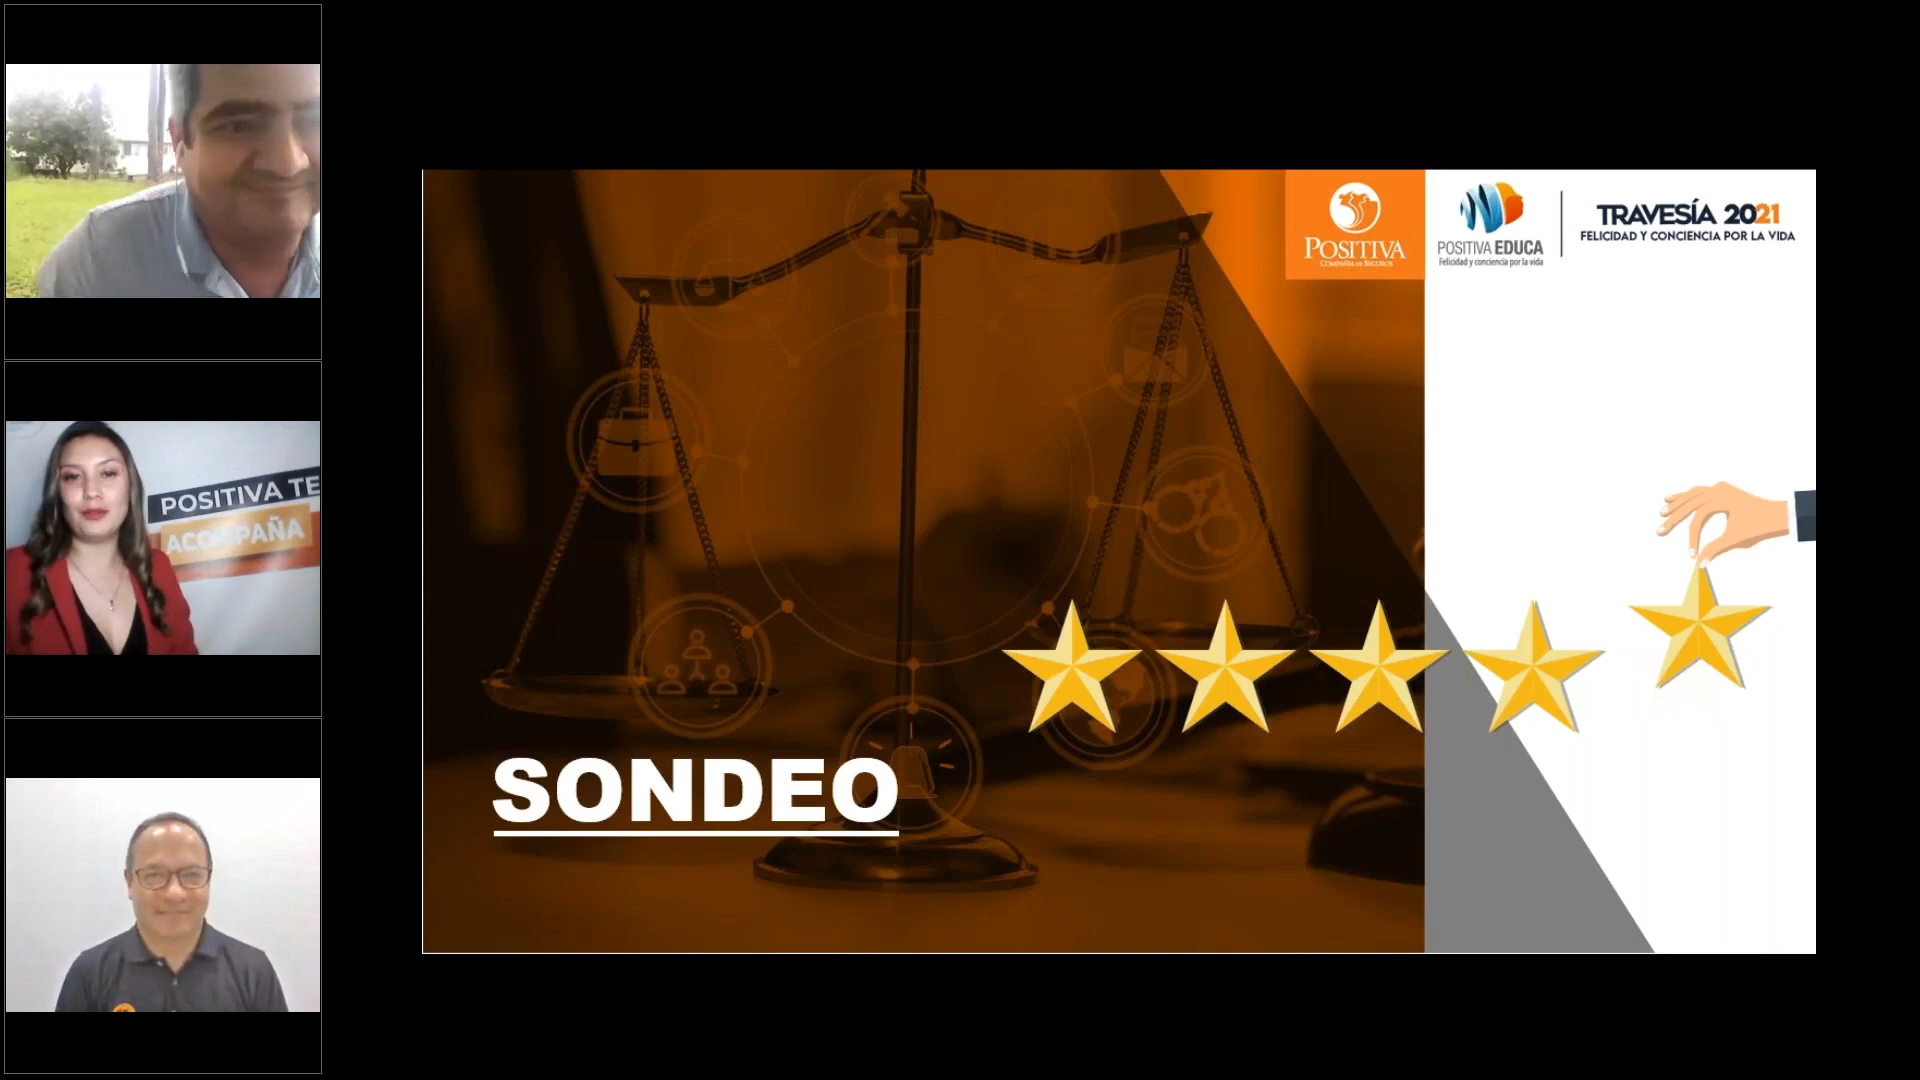 POSITIVA TE
ACOMPAÑA
POSITIVA
COMPAÑÍA DE SEGUROS
POSITIVA EDUCA
Felicidad y conciencia por la vida
TRAVESÍA 2021
FELICIDAD Y CONCIENCIA POR LA VIDA
SONDEO